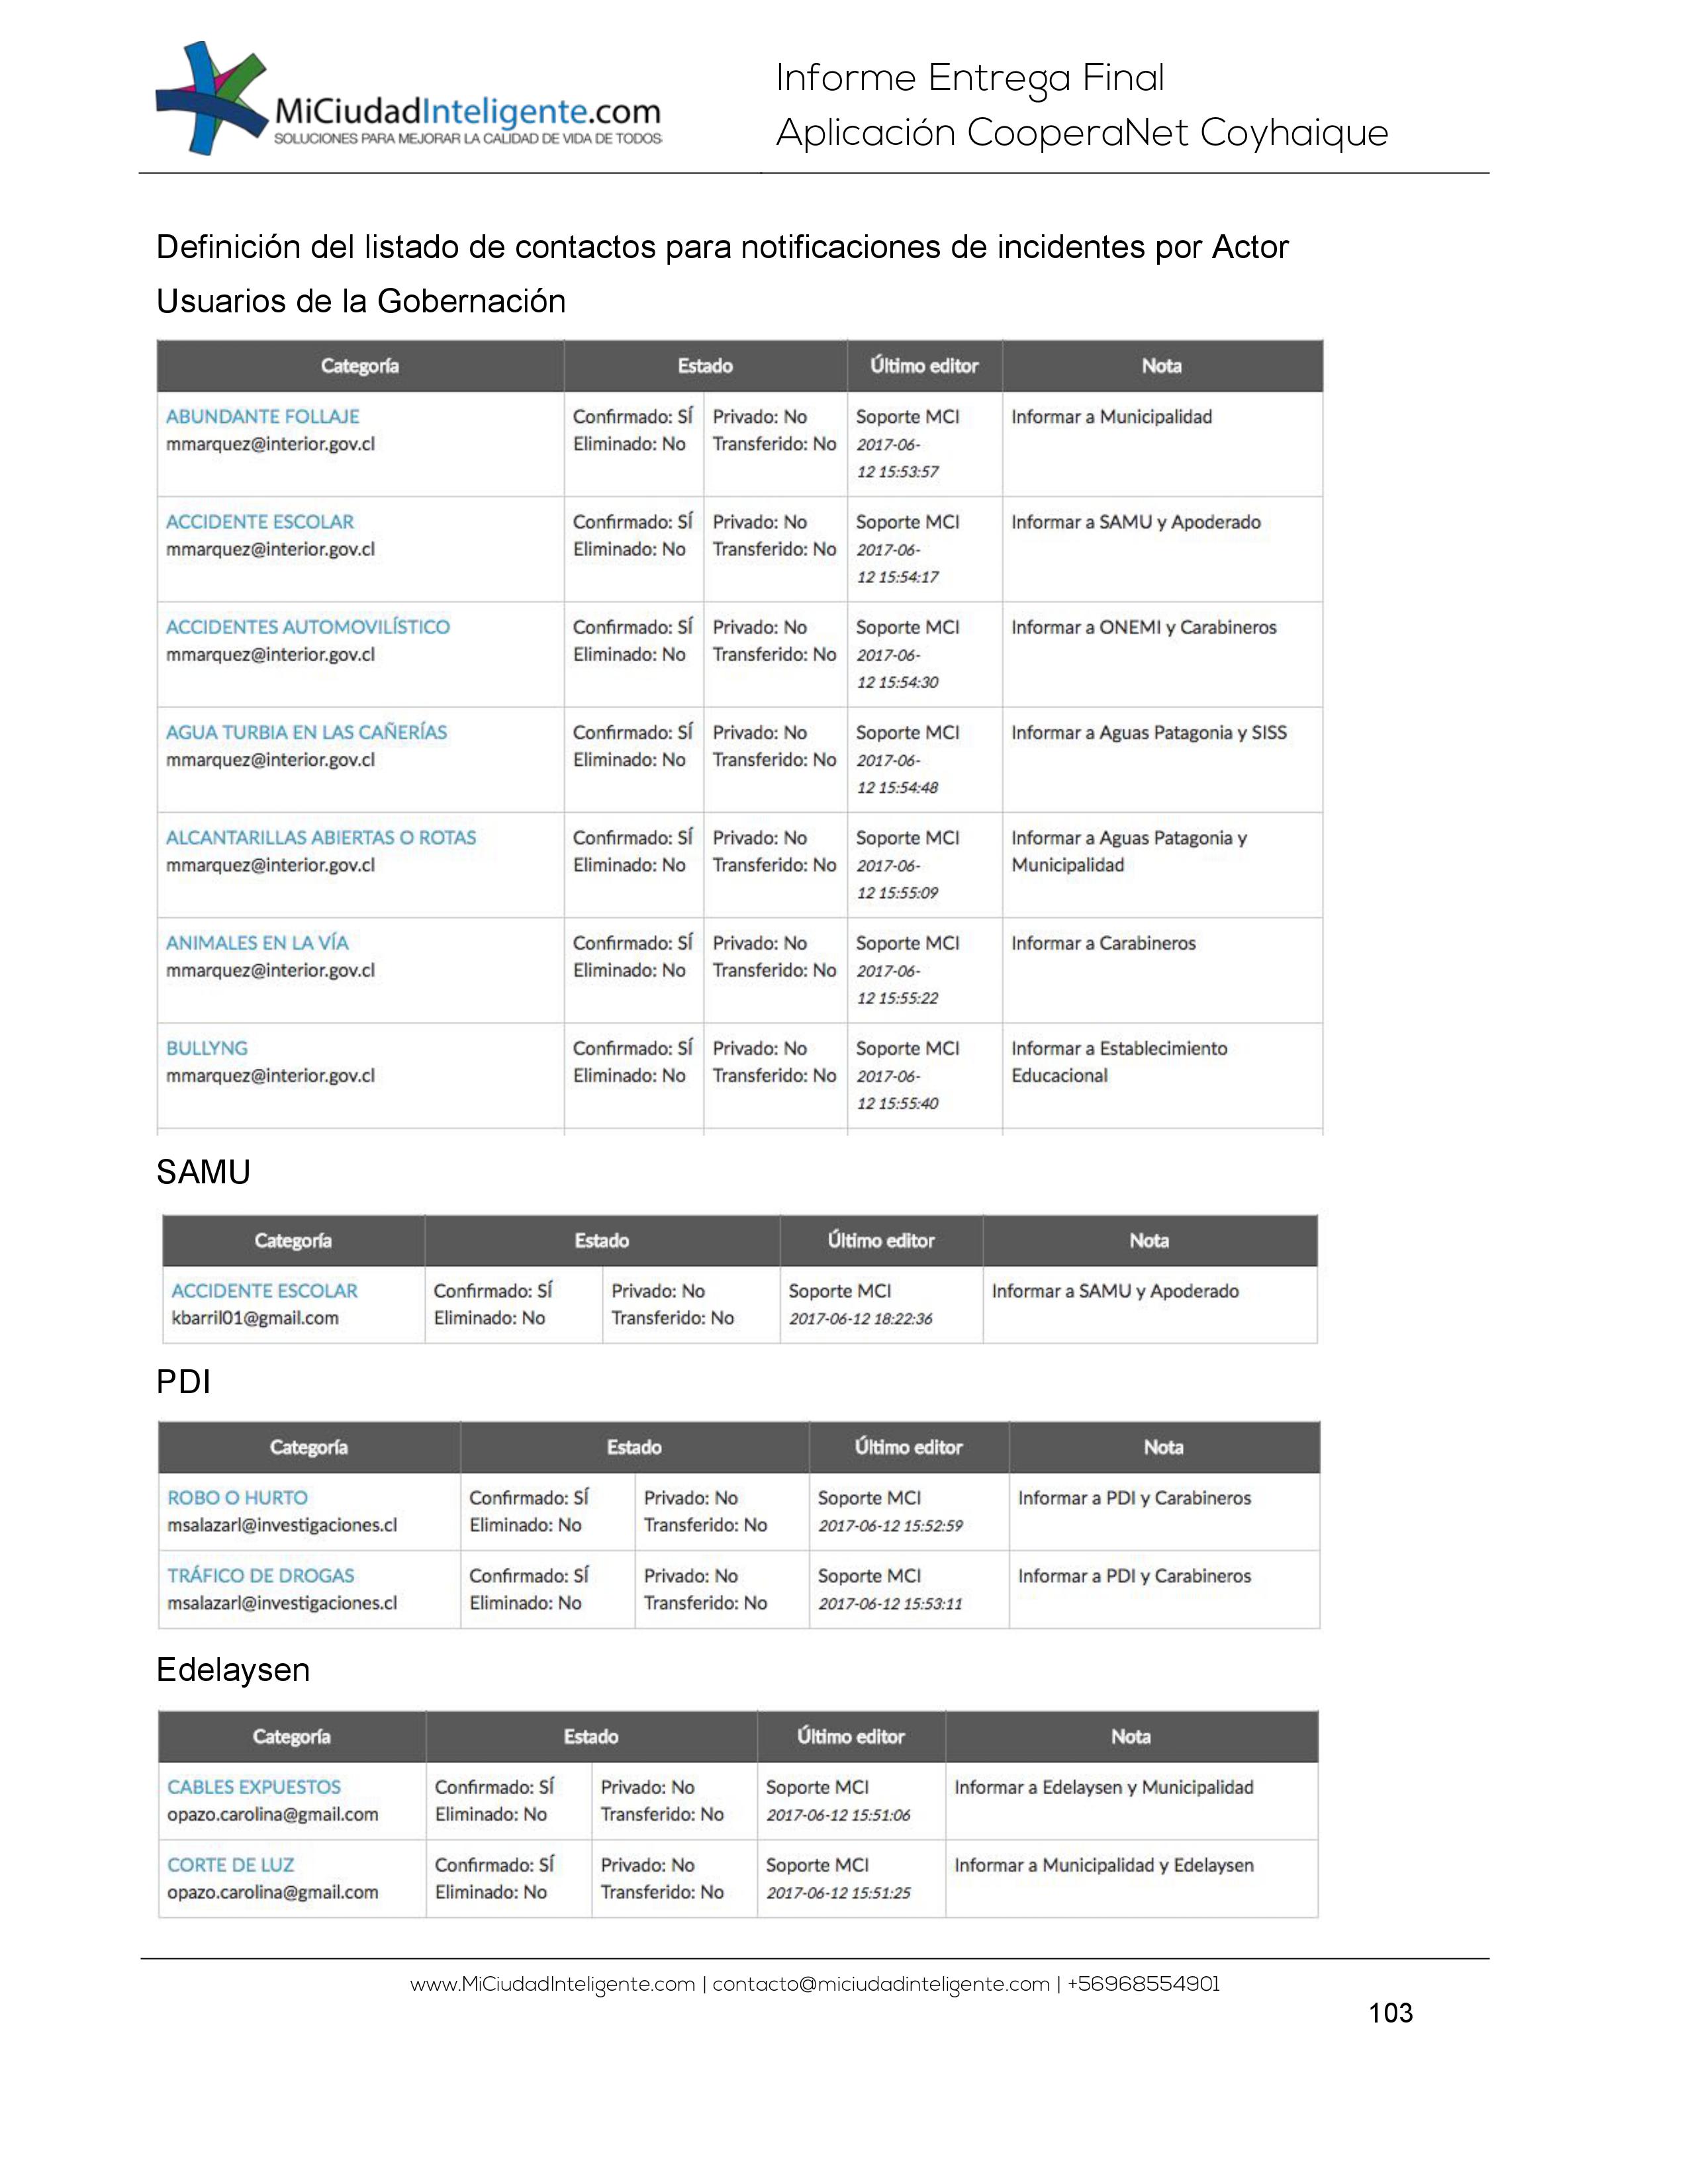 MiCiudadInteligente.com
SOLUCIONES PARA MEJORAR LA CALIDAD DE VIDA DE TODOS
Informe Entrega Final
Aplicación CooperaNet Coyhaique
Definición del listado de contactos para notificaciones de incidentes por Actor
Usuarios de la Gobernación
Categoría Estado Último editor Nota
ABUNDANTE FOLLAJE Confirmado: SÍ Privado: No Soporte MCI Informar a Municipalidad
mmarquez@interior.gov.cl Eliminado: No Transferido: No 2017-06-
12 15:53:57
ACCIDENTE ESCOLAR Confirmado: SÍ Privado: No Soporte MCI Informar a SAMU y Apoderado
mmarquez@interior.gov.cl Eliminado: No Transferido: No 2017-06-
12 15:54:17
ACCIDENTES AUTOMOVILÍSTICO Confirmado: SÍ Privado: No Soporte MCI Informar a ONEMI y Carabineros
mmarquez@interior.gov.cl Eliminado: No Transferido: No 2017-06-
12 15:54:30
AGUA TURBIA EN LAS CAÑERÍAS Confirmado: SÍ Privado: No Soporte MCI Informar a Aguas Patagonia y SISS
mmarquez@interior.gov.cl Eliminado: No Transferido: No 2017-06-
12 15:54:48
ALCANTARILLAS ABIERTAS O ROTAS Confirmado: SÍ Privado: No Soporte MCI Informar a Aguas Patagonia y
mmarquez@interior.gov.cl Eliminado: No Transferido: No 2017-06- Municipalidad
12 15:55:09
ANIMALES EN LA VÍA Confirmado: SÍ Privado: No Soporte MCI Informar a Carabineros
mmarquez@interior.gov.cl Eliminado: No Transferido: No 2017-06-
12 15:55:22
BULLYNG Confirmado: SÍ Privado: No Soporte MCI Informar a Establecimiento
mmarquez@interior.gov.cl Eliminado: No Transferido: No 2017-06- Educacional
12 15:55:40
SAMU
Categoría Estado Último editor Nota
ACCIDENTE ESCOLAR Confirmado: SÍ Privado: No Soporte MCI Informar a SAMU y Apoderado
kbarril01@gmail.com Eliminado: No Transferido: No 2017-06-12 18:22:36
PDI
Categoría Estado Último editor Nota
ROBO O HURTO Confirmado: SÍ Privado: No Soporte MCI Informar a PDI y Carabineros
msalazarl@investigaciones.cl Eliminado: No Transferido: No 2017-06-12 15:52:59
TRÁFICO DE DROGAS Confirmado: SÍ Privado: No Soporte MCI Informar a PDI y Carabineros
msalazarl@investigaciones.cl Eliminado: No Transferido: No 2017-06-12 15:53:11
Edelaysen
Categoría Estado Último editor Nota
CABLES EXPUESTOS Confirmado: SÍ Privado: No Soporte MCI Informar a Edelaysen y Municipalidad
opazo.carolina@gmail.com Eliminado: No Transferido: No 2017-06-12 15:51:06
CORTE DE LUZ Confirmado: SÍ Privado: No Soporte MCI Informar a Municipalidad y Edelaysen
opazo.carolina@gmail.com Eliminado: No Transferido: No 2017-06-12 15:51:25
www.MiCiudadInteligente.com | contacto@miciudadinteligente.com | +56968554901
103